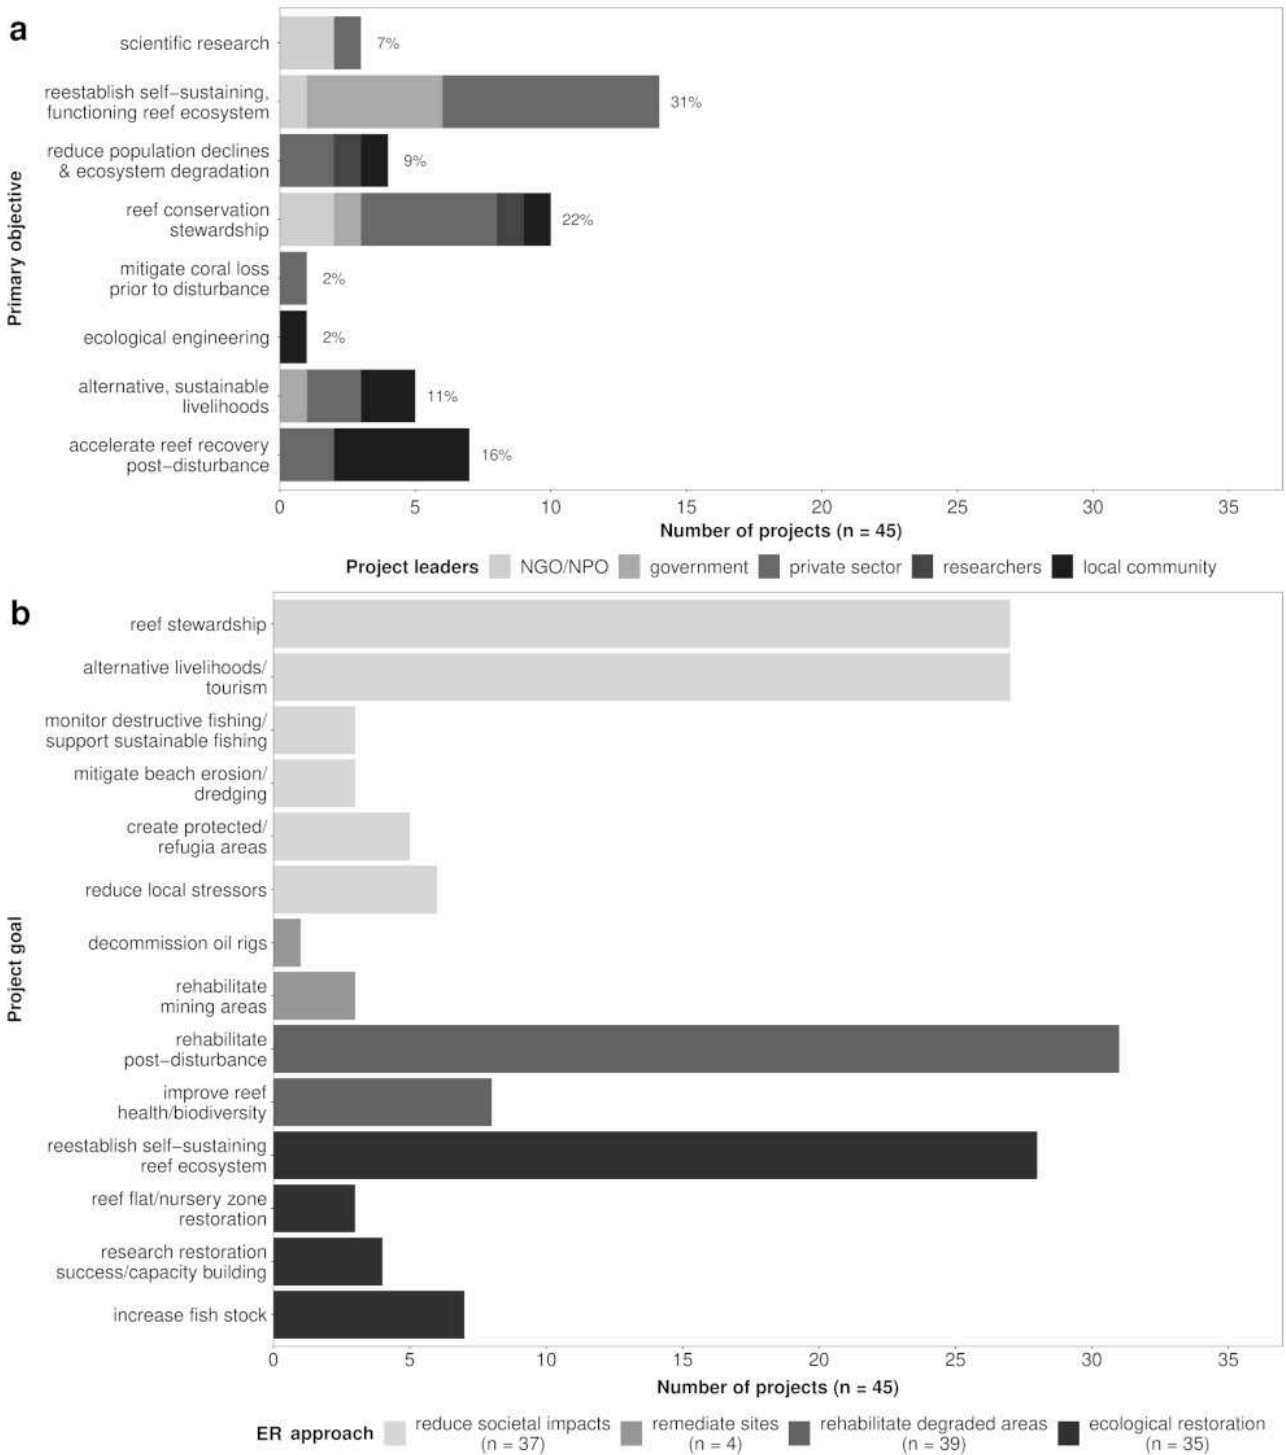 a
scientific research
7%
reestablish self–sustaining,
functioning reef ecosystem
31%
reduce population declines
& ecosystem degradation
9%
reef conservation
stewardship
22%
mitigate coral loss
prior to disturbance
2%
ecological engineering
2%
alternative, sustainable
livelihoods
11%
accelerate reef recovery
post–disturbance
16%
Primary objective
0 5 10 15 20 25 30 35
Number of projects (n = 45)
Project leaders NGO/NPO government private sector researchers local community
b
reef stewardship
alternative livelihoods/
tourism
monitor destructive fishing/
support sustainable fishing
mitigate beach erosion/
dredging
create protected/
refugia areas
reduce local stressors
decommission oil rigs
rehabilitate
mining areas
rehabilitate
post–disturbance
improve reef
health/biodiversity
reestablish self–sustaining
reef ecosystem
reef flat/nursery zone
restoration
research restoration
success/capacity building
increase fish stock
Project goal
0 5 10 15 20 25 30 35
Number of projects (n = 45)
ER approach reduce societal impacts (n = 37) remediate sites (n = 4) rehabilitate degraded areas (n = 39) ecological restoration (n = 35)